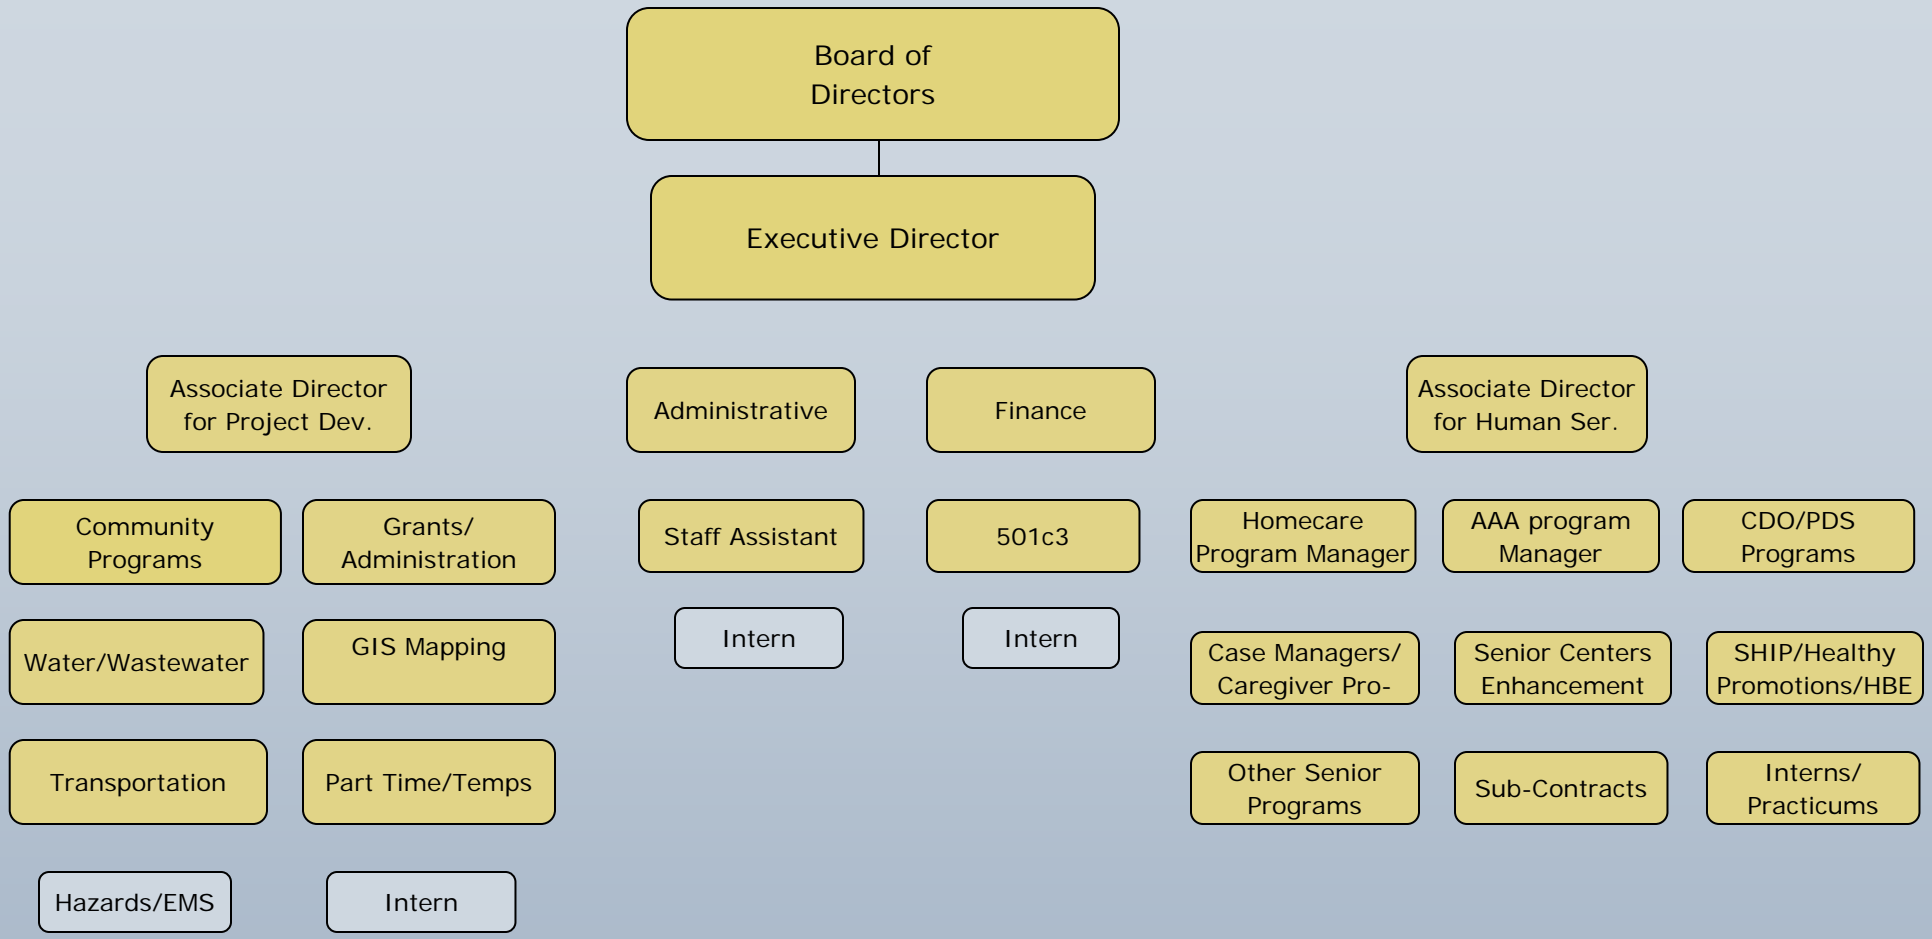 Board of
Directors
Executive Director
Associate Director
for Project Dev.
Administrative
Finance
Associate Director
for Human Ser.
Community
Programs
Grants/
Administration
Staff Assistant
501c3
Homecare
Program Manager
AAA program
Manager
CDO/PDS
Programs
Intern
Intern
Water/Wastewater
GIS Mapping
Case Managers/
Caregiver Pro-
Senior Centers
Enhancement
SHIP/Healthy
Promotions/HBE
Transportation
Part Time/Temps
Other Senior
Programs
Sub-Contracts
Interns/
Practicums
Hazards/EMS
Intern